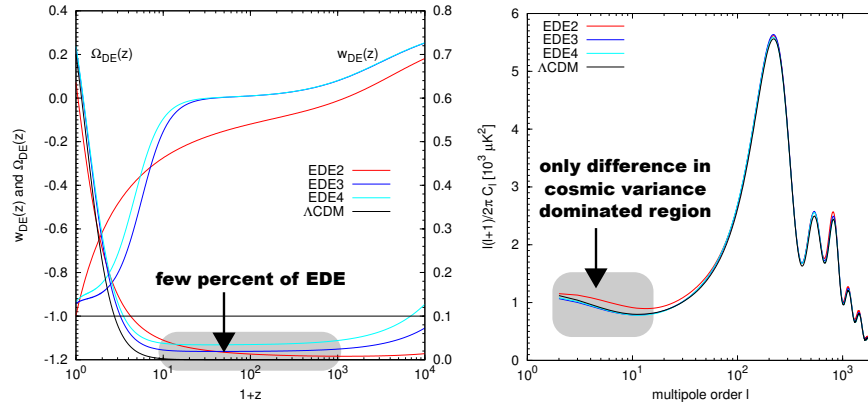 0.4
0.2
0.0
-0.2
-0.4
-0.6
-0.8
-1.0
-1.2
w_DE(z) and Ω_DE(z)
Ω_DE(z)
w_DE(z)
EDE2
EDE3
EDE4
ΛCDM
few percent of EDE
0.8
0.7
0.6
0.5
0.4
0.3
0.2
0.1
0.0
10^0 10^1 10^2 10^3 10^4
1+z
6
5
4
3
2
1
0
l(l+1)/2π C_l [10^3 μK^2]
EDE2
EDE3
EDE4
ΛCDM
only difference in
cosmic variance
dominated region
10^0 10^1 10^2 10^3
multipole order l